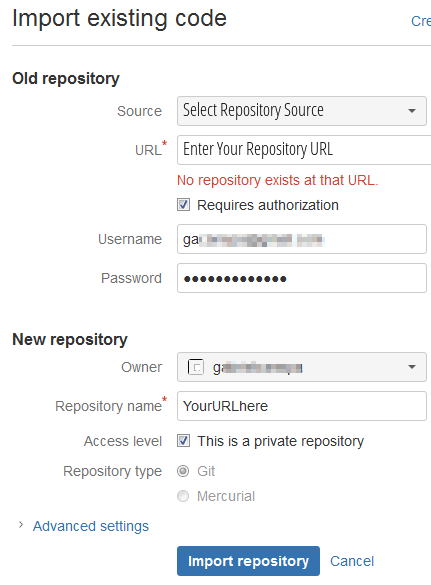 Import existing code
Cre
Old repository
Source Select Repository Source
URL* Enter Your Repository URL
No repository exists at that URL.
Requires authorization
Username ga
Password •••••••••••••
New repository
Owner ga
Repository name* YourURLhere
Access level This is a private repository
Repository type Git
Mercurial
Advanced settings
Import repository Cancel